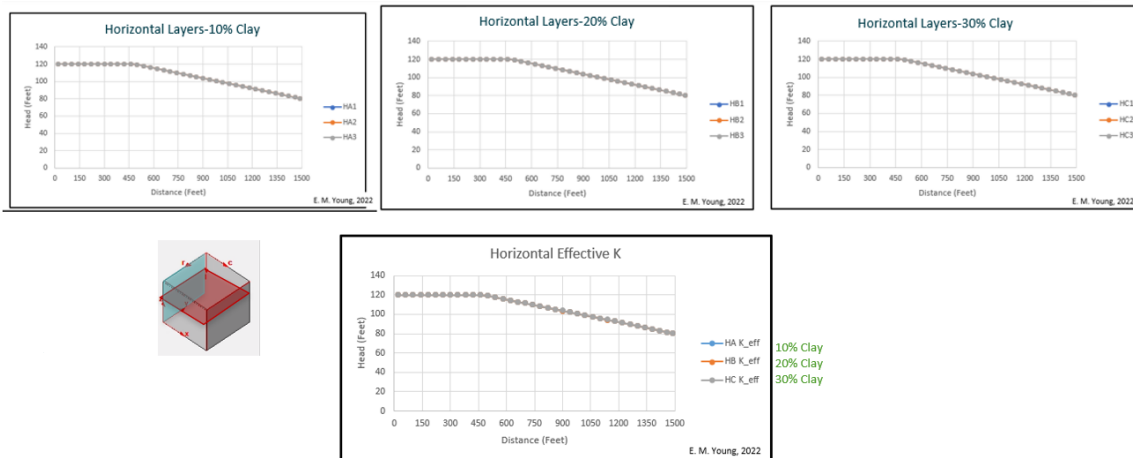 Horizontal Layers-10% Clay
140
120
100
80
60
40
20
0
Head (Feet)
0 150 300 450 600 750 900 1050 1200 1350 1500
Distance (Feet)
HA1
HA2
HA3
E. M. Young, 2022
Horizontal Layers-20% Clay
140
120
100
80
60
40
20
0
Head (Feet)
0 150 300 450 600 750 900 1050 1200 1350 1500
Distance (Feet)
HB1
HB2
HB3
E. M. Young, 2022
Horizontal Layers-30% Clay
140
120
100
80
60
40
20
0
Head (Feet)
0 150 300 450 600 750 900 1050 1200 1350 1500
Distance (Feet)
HC1
HC2
HC3
E. M. Young, 2022
Horizontal Effective K
140
120
100
80
60
40
20
0
Head (Feet)
0 150 300 450 600 750 900 1050 1200 1350 1500
Distance (Feet)
HA K_eff 10% Clay
HB K_eff 20% Clay
HC K_eff 30% Clay
E. M. Young, 2022